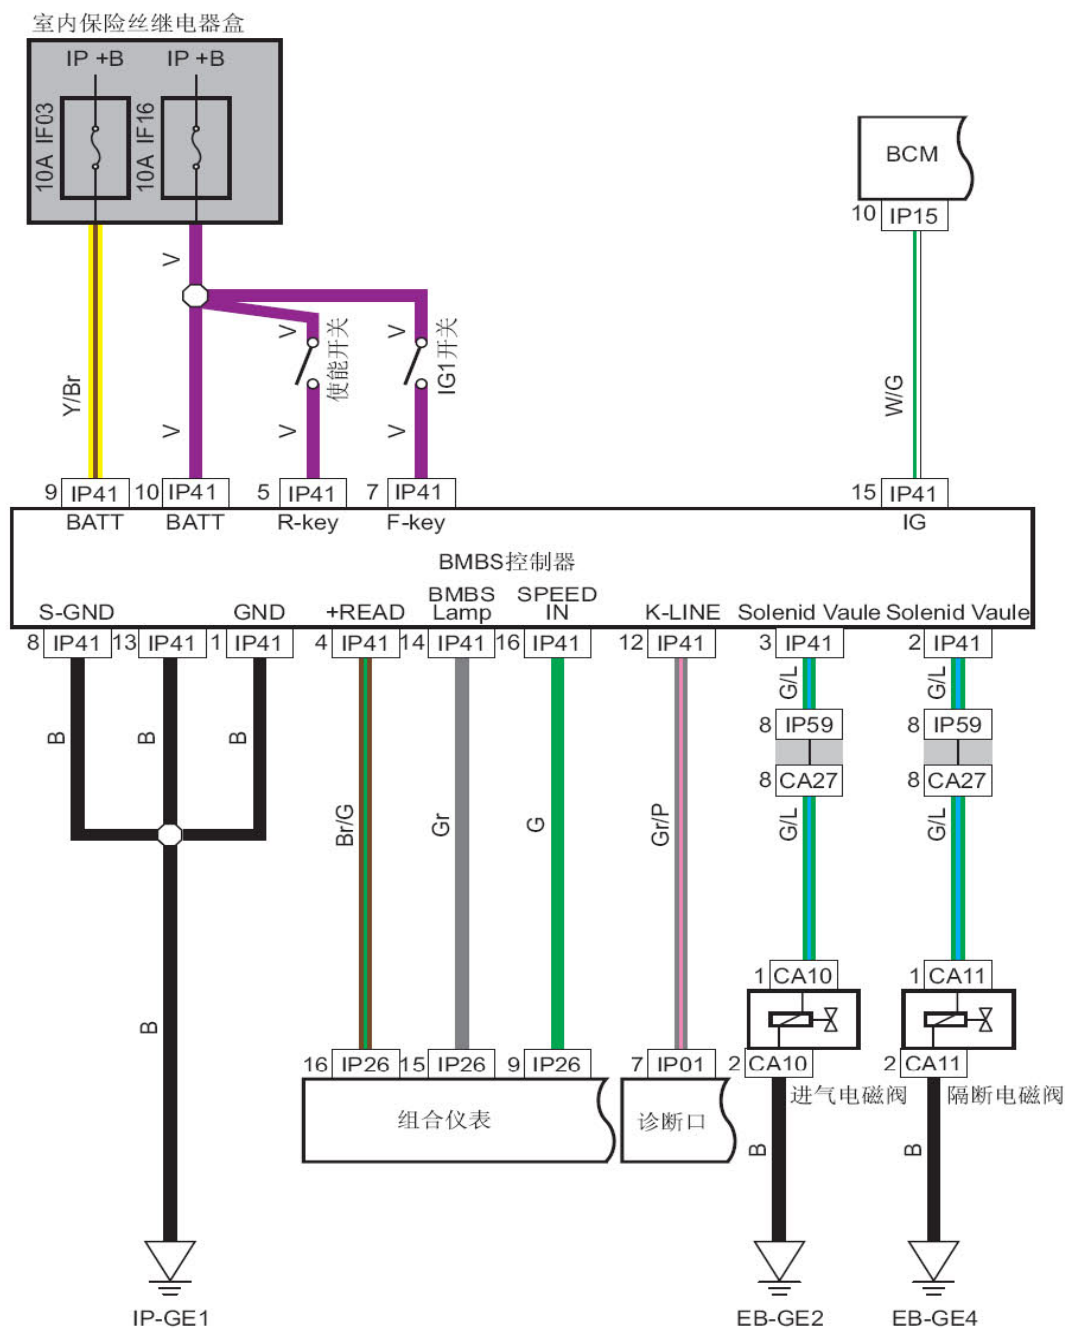 室内保险丝继电器盒
IP +B IP +B
10A IF03
10A IF16
BCM
10 IP15
V
V
使能开关
V
IG1开关
Y/Br
V
V
V
W/G
9 IP41 10 IP41 5 IP41 7 IP41 15 IP41
BATT BATT R-key F-key IG
BMBS控制器
S-GND GND +READ BMBS Lamp SPEED IN K-LINE Solenid Vaule Solenid Vaule
8 IP41 13 IP41 1 IP41 4 IP41 14 IP41 16 IP41 12 IP41 3 IP41 2 IP41
G/L G/L
8 IP59 8 IP59
B B B
8 CA27 8 CA27
Br/G Gr G Gr/P G/L G/L
1 CA10 1 CA11
B
16 IP26 15 IP26 9 IP26 7 IP01 2 CA10 2 CA11
进气电磁阀 隔断电磁阀
组合仪表 诊断口
B B
IP-GE1 EB-GE2 EB-GE4